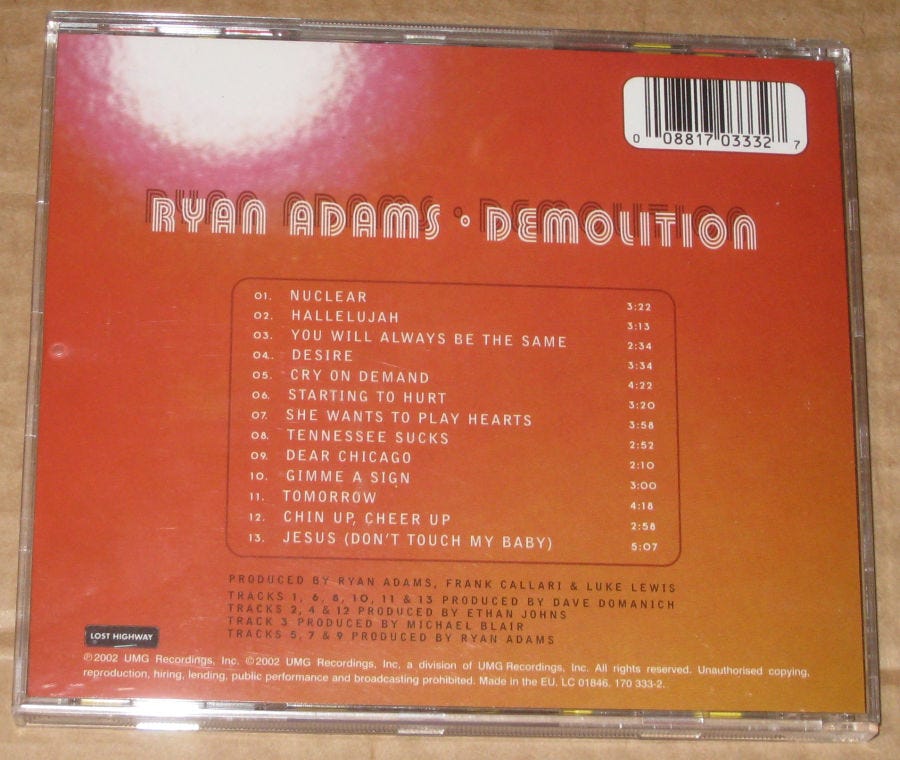 0 08817 03332 7
RYAN ADAMS • DEMOLITION
01. NUCLEAR 3:22
02. HALLELUJAH 3:13
03. YOU WILL ALWAYS BE THE SAME 2:34
04. DESIRE 3:34
05. CRY ON DEMAND 4:22
06. STARTING TO HURT 3:20
07. SHE WANTS TO PLAY HEARTS 3:58
08. TENNESSEE SUCKS 2:52
09. DEAR CHICAGO 2:10
10. GIMME A SIGN 3:00
11. TOMORROW 4:18
12. CHIN UP, CHEER UP 2:58
13. JESUS (DON'T TOUCH MY BABY) 5:07
PRODUCED BY RYAN ADAMS, FRANK CALLARI & LUKE LEWIS
TRACKS 1, 6, 8, 10, 11 & 13 PRODUCED BY DAVE DOMANICH
TRACKS 2, 4 & 12 PRODUCED BY ETHAN JOHNS
TRACK 3 PRODUCED BY MICHAEL BLAIR
TRACKS 5, 7 & 9 PRODUCED BY RYAN ADAMS
LOST HIGHWAY
℗2002 UMG Recordings, Inc. ©2002 UMG Recordings, Inc, a division of UMG Recordings, Inc. All rights reserved. Unauthorised copying,
reproduction, hiring, lending, public performance and broadcasting prohibited. Made in the EU. LC 01846. 170 333-2.